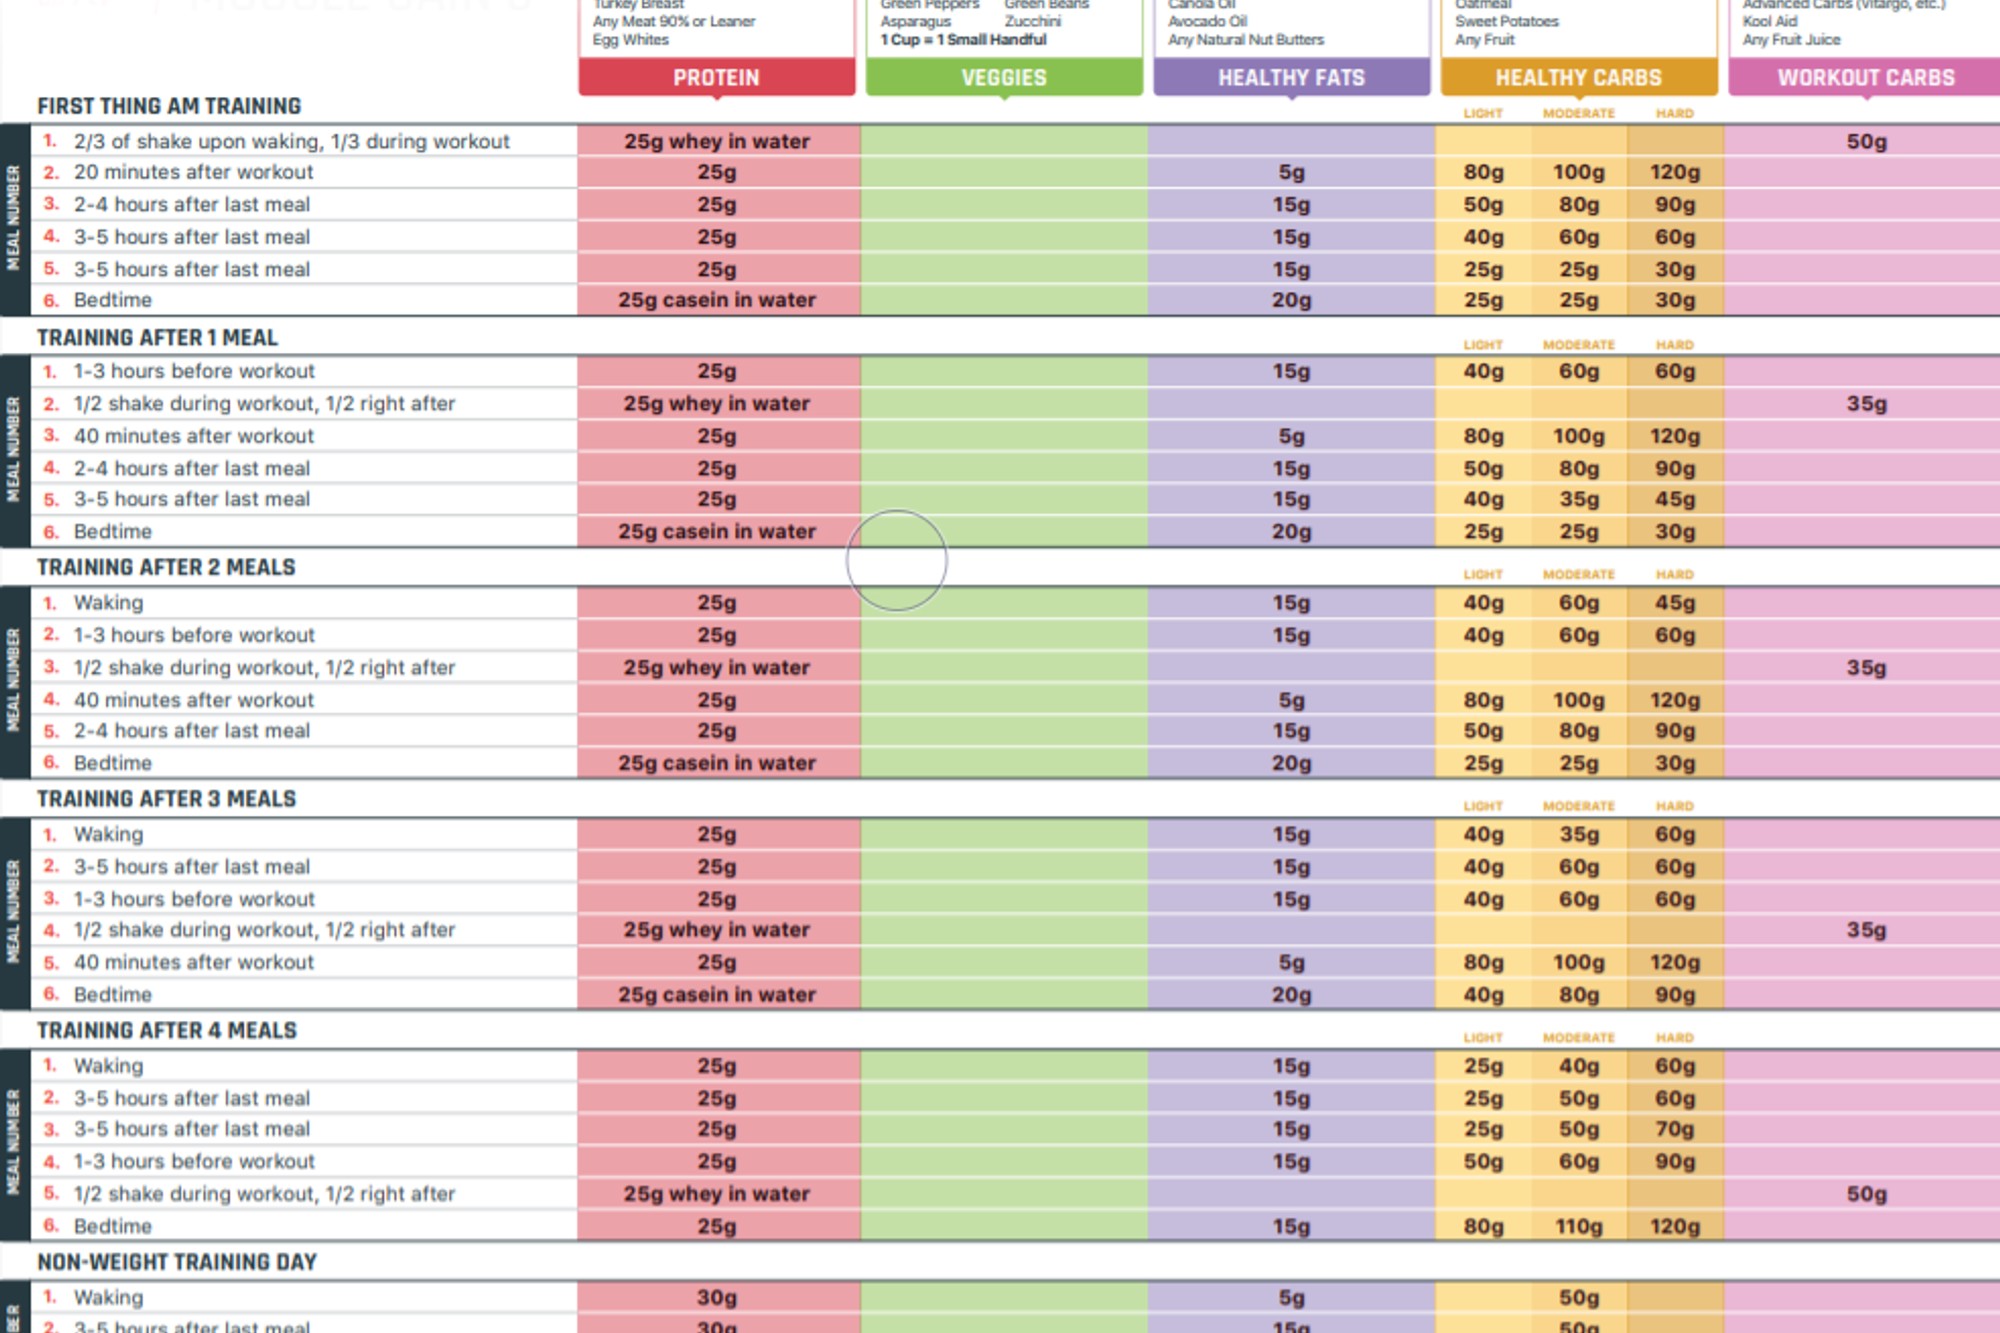 Turkey Breast
Any Meat 90% or Leaner
Egg Whites
PROTEIN
Green Peppers Green Beans
Asparagus Zucchini
1 Cup = 1 Small Handful
VEGGIES
Canola Oil
Avocado Oil
Any Natural Nut Butters
HEALTHY FATS
Oatmeal
Sweet Potatoes
Any Fruit
HEALTHY CARBS
Advanced Carbs (Vitargo, etc.)
Kool Aid
Any Fruit Juice
WORKOUT CARBS
FIRST THING AM TRAINING LIGHT MODERATE HARD
MEAL NUMBER
1. 2/3 of shake upon waking, 1/3 during workout 25g whey in water 50g
2. 20 minutes after workout 25g 5g 80g 100g 120g
3. 2-4 hours after last meal 25g 15g 50g 80g 90g
4. 3-5 hours after last meal 25g 15g 40g 60g 60g
5. 3-5 hours after last meal 25g 15g 25g 25g 30g
6. Bedtime 25g casein in water 20g 25g 25g 30g
TRAINING AFTER 1 MEAL LIGHT MODERATE HARD
MEAL NUMBER
1. 1-3 hours before workout 25g 15g 40g 60g 60g
2. 1/2 shake during workout, 1/2 right after 25g whey in water 35g
3. 40 minutes after workout 25g 5g 80g 100g 120g
4. 2-4 hours after last meal 25g 15g 50g 80g 90g
5. 3-5 hours after last meal 25g 15g 40g 35g 45g
6. Bedtime 25g casein in water 20g 25g 25g 30g
TRAINING AFTER 2 MEALS LIGHT MODERATE HARD
MEAL NUMBER
1. Waking 25g 15g 40g 60g 45g
2. 1-3 hours before workout 25g 15g 40g 60g 60g
3. 1/2 shake during workout, 1/2 right after 25g whey in water 35g
4. 40 minutes after workout 25g 5g 80g 100g 120g
5. 2-4 hours after last meal 25g 15g 50g 80g 90g
6. Bedtime 25g casein in water 20g 25g 25g 30g
TRAINING AFTER 3 MEALS LIGHT MODERATE HARD
MEAL NUMBER
1. Waking 25g 15g 40g 35g 60g
2. 3-5 hours after last meal 25g 15g 40g 60g 60g
3. 1-3 hours before workout 25g 15g 40g 60g 60g
4. 1/2 shake during workout, 1/2 right after 25g whey in water 35g
5. 40 minutes after workout 25g 5g 80g 100g 120g
6. Bedtime 25g casein in water 20g 40g 80g 90g
TRAINING AFTER 4 MEALS LIGHT MODERATE HARD
MEAL NUMBER
1. Waking 25g 15g 25g 40g 60g
2. 3-5 hours after last meal 25g 15g 25g 50g 60g
3. 3-5 hours after last meal 25g 15g 25g 50g 70g
4. 1-3 hours before workout 25g 15g 50g 60g 90g
5. 1/2 shake during workout, 1/2 right after 25g whey in water 50g
6. Bedtime 25g 15g 80g 110g 120g
NON-WEIGHT TRAINING DAY
1. Waking 30g 5g 50g
2. 3-5 hours after last meal 30g 15g 50g